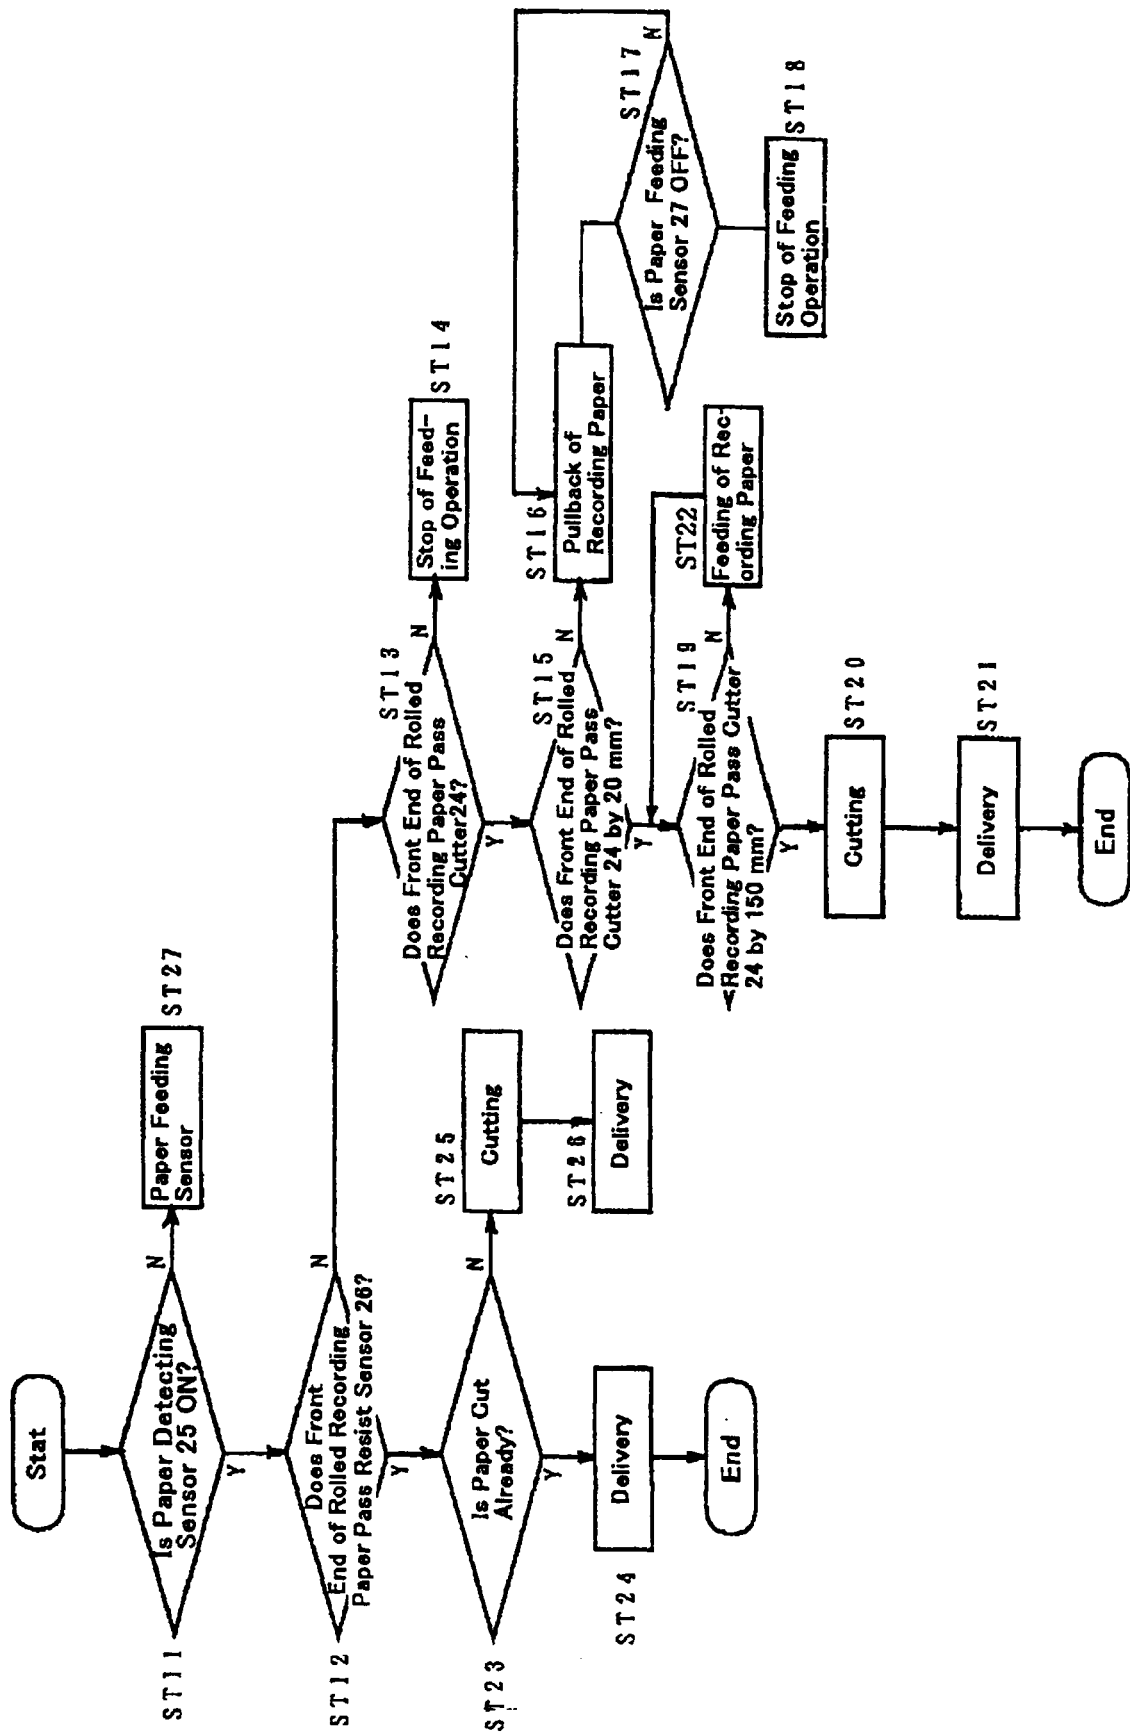 Stat
ST11
Is Paper Detecting
Sensor 25 ON?
N
Y
Paper Feeding
Sensor
ST27
ST12
Does Front
End of Rolled Recording
Paper Pass Resist Sensor 26?
N
Y
ST23
Is Paper Cut
Already?
N
Y
ST24
Delivery
End
ST25
Cutting
ST26
Delivery
ST13
Does Front End of Rolled
Recording Paper Pass
Cutter24?
N
Y
Stop of Feed-
ing Operation
ST14
ST15
Does Front End of Rolled
Recording Paper Pass
Cutter 24 by 20 mm?
N
Y
ST16
Pullback of
Recording Paper
ST17
Is Paper Feeding
Sensor 27 OFF?
N
Stop of Feeding
Operation
ST18
ST19
Does Front End of Rolled
Recording Paper Pass Cutter
24 by 150 mm?
N
Y
ST22
Feeding of Rec-
ording Paper
Cutting
ST20
Delivery
ST21
End